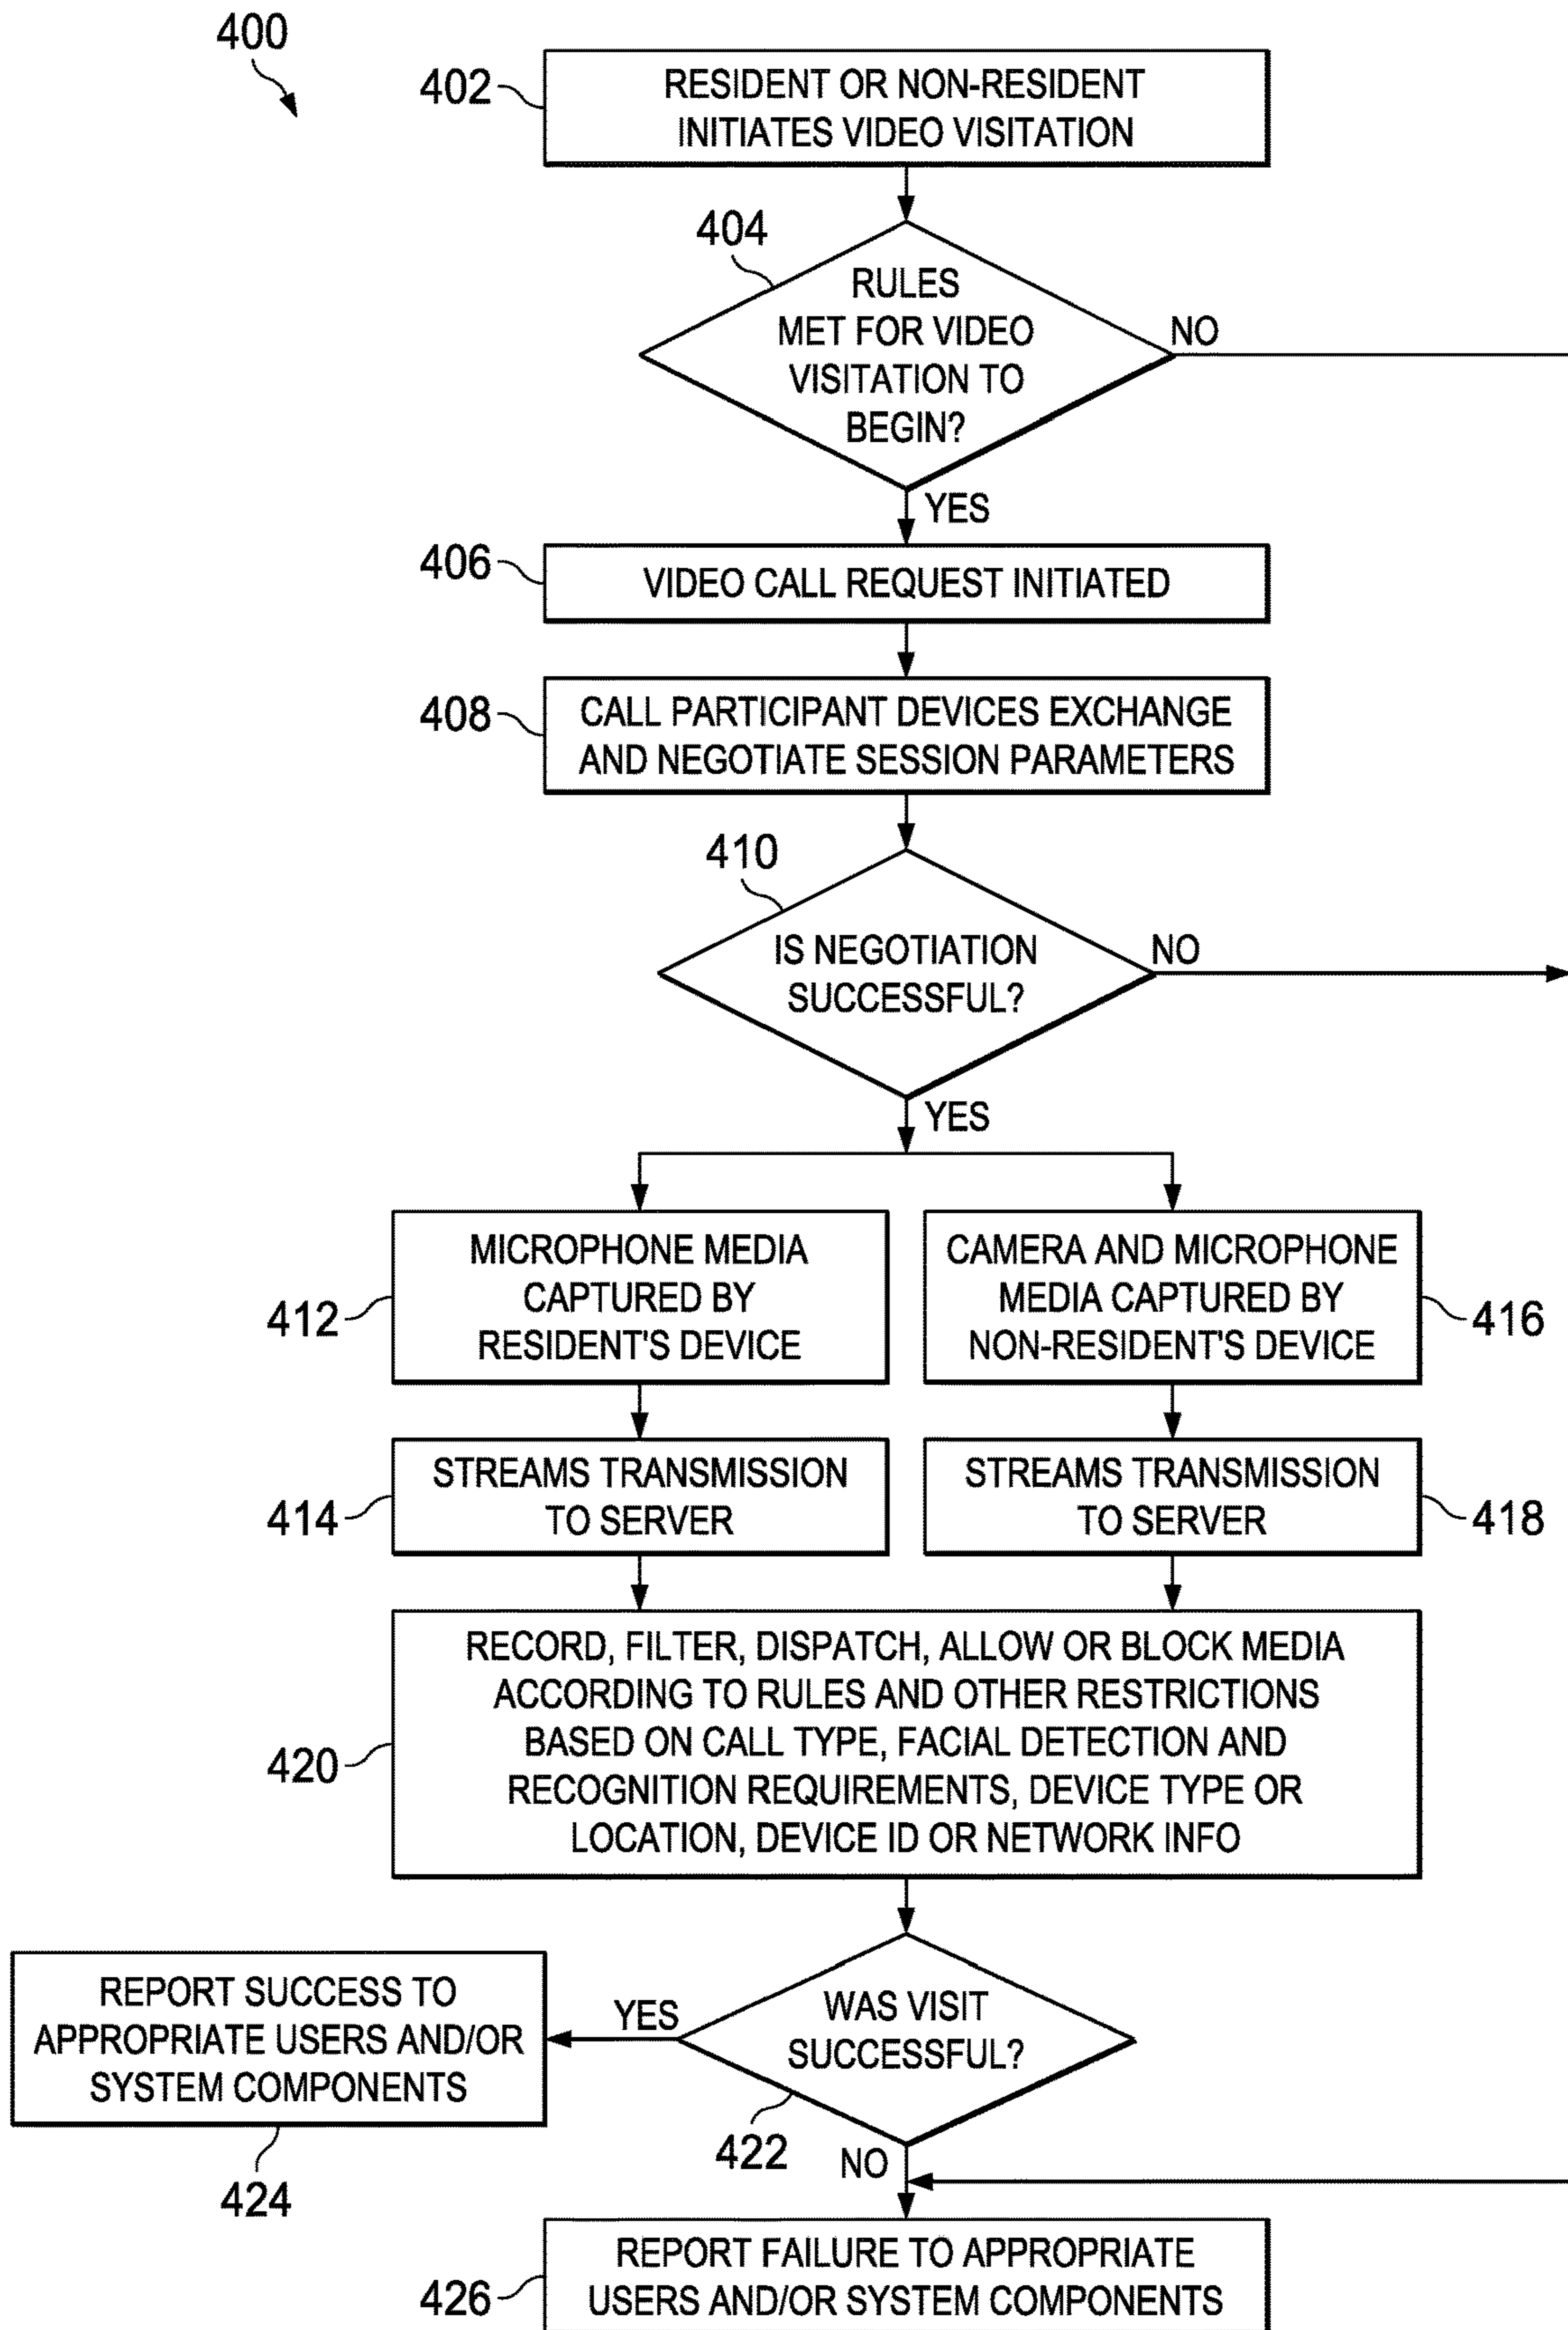 400
402
RESIDENT OR NON-RESIDENT
INITIATES VIDEO VISITATION
404
RULES
MET FOR VIDEO
VISITATION TO
BEGIN?
NO
YES
406
VIDEO CALL REQUEST INITIATED
408
CALL PARTICIPANT DEVICES EXCHANGE
AND NEGOTIATE SESSION PARAMETERS
410
IS NEGOTIATION
SUCCESSFUL?
NO
YES
412
MICROPHONE MEDIA
CAPTURED BY
RESIDENT'S DEVICE
CAMERA AND MICROPHONE
MEDIA CAPTURED BY
NON-RESIDENT'S DEVICE
416
414
STREAMS TRANSMISSION
TO SERVER
STREAMS TRANSMISSION
TO SERVER
418
420
RECORD, FILTER, DISPATCH, ALLOW OR BLOCK MEDIA
ACCORDING TO RULES AND OTHER RESTRICTIONS
BASED ON CALL TYPE, FACIAL DETECTION AND
RECOGNITION REQUIREMENTS, DEVICE TYPE OR
LOCATION, DEVICE ID OR NETWORK INFO
WAS VISIT
SUCCESSFUL?
422
YES
REPORT SUCCESS TO
APPROPRIATE USERS AND/OR
SYSTEM COMPONENTS
424
NO
426
REPORT FAILURE TO APPROPRIATE
USERS AND/OR SYSTEM COMPONENTS